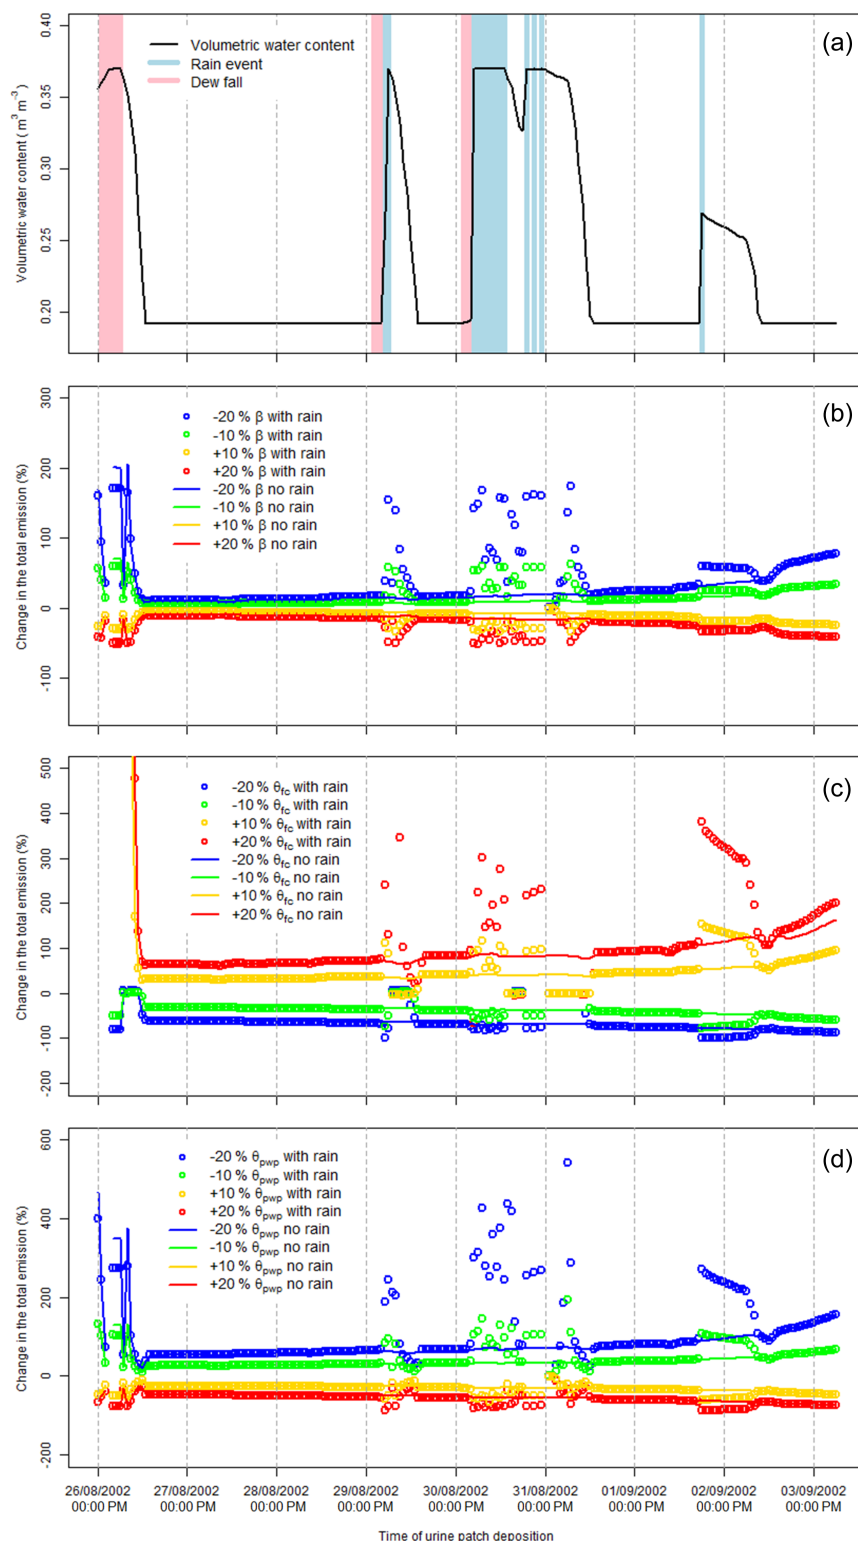 (a)
Volumetric water content ( m³ m⁻³)
0.40
0.35
0.30
0.25
0.20
Volumetric water content
Rain event
Dew fall
(b)
Change in the total emission (%)
300
200
100
0
-100
-20 % β with rain
-10 % β with rain
+10 % β with rain
+20 % β with rain
-20 % β no rain
-10 % β no rain
+10 % β no rain
+20 % β no rain
(c)
Change in the total emission (%)
500
400
300
200
100
0
-100
-200
-20 % θfc with rain
-10 % θfc with rain
+10 % θfc with rain
+20 % θfc with rain
-20 % θfc no rain
-10 % θfc no rain
+10 % θfc no rain
+20 % θfc no rain
(d)
Change in the total emission (%)
600
400
200
0
-200
-20 % θpwp with rain
-10 % θpwp with rain
+10 % θpwp with rain
+20 % θpwp with rain
-20 % θpwp no rain
-10 % θpwp no rain
+10 % θpwp no rain
+20 % θpwp no rain
26/08/2002 27/08/2002 28/08/2002 29/08/2002 30/08/2002 31/08/2002 01/09/2002 02/09/2002 03/09/2002
00:00 PM 00:00 PM 00:00 PM 00:00 PM 00:00 PM 00:00 PM 00:00 PM 00:00 PM 00:00 PM
Time of urine patch deposition